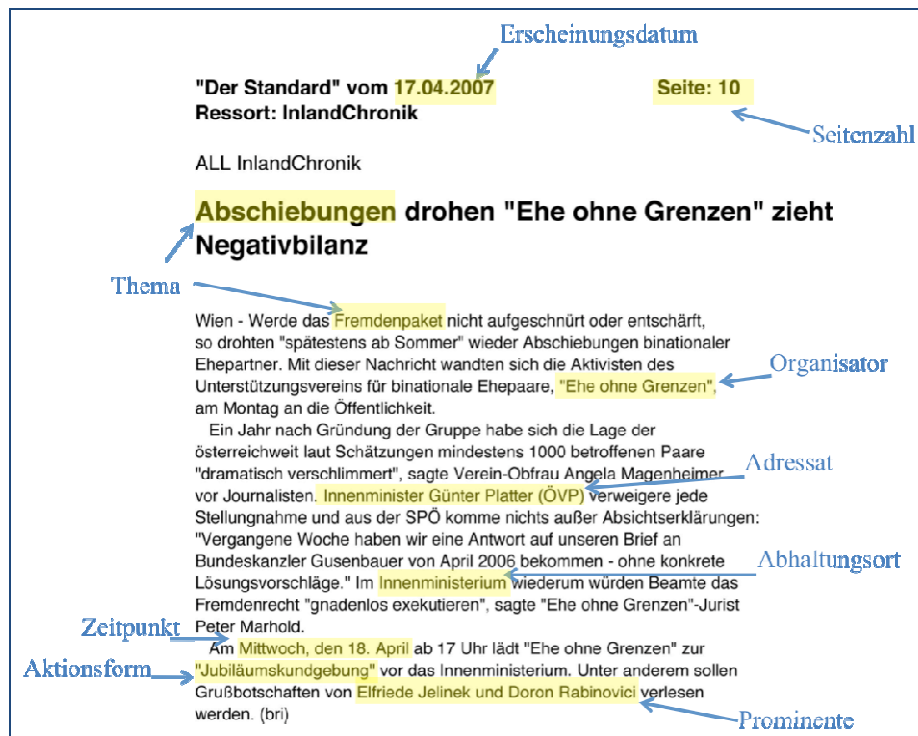 Erscheinungsdatum
"Der Standard" vom 17.04.2007 Seite: 10
Ressort: InlandChronik
Seitenzahl
ALL InlandChronik
Abschiebungen drohen "Ehe ohne Grenzen" zieht
Negativbilanz
Thema
Wien - Werde das Fremdenpaket nicht aufgeschnürt oder entschärft,
so drohten "spätestens ab Sommer" wieder Abschiebungen binationaler
Ehepartner. Mit dieser Nachricht wandten sich die Aktivisten des
Organisator
Unterstützungsvereins für binationale Ehepaare, "Ehe ohne Grenzen",
am Montag an die Öffentlichkeit.
Ein Jahr nach Gründung der Gruppe habe sich die Lage der
österreichweit laut Schätzungen mindestens 1000 betroffenen Paare
"dramatisch verschlimmert", sagte Verein-Obfrau Angela Magenheimer
Adressat
vor Journalisten. Innenminister Günter Platter (ÖVP) verweigere jede
Stellungnahme und aus der SPÖ komme nichts außer Absichtserklärungen:
"Vergangene Woche haben wir eine Antwort auf unseren Brief an
Bundeskanzler Gusenbauer von April 2006 bekommen - ohne konkrete
Abhaltungsort
Lösungsvorschläge." Im Innenministerium wiederum würden Beamte das
Fremdenrecht "gnadenlos exekutieren", sagte "Ehe ohne Grenzen"-Jurist
Peter Marhold.
Zeitpunkt
Am Mittwoch, den 18. April ab 17 Uhr lädt "Ehe ohne Grenzen" zur
Aktionsform
"Jubiläumskundgebung" vor das Innenministerium. Unter anderem sollen
Grußbotschaften von Elfriede Jelinek und Doron Rabinovici verlesen
werden. (bri)
Prominente